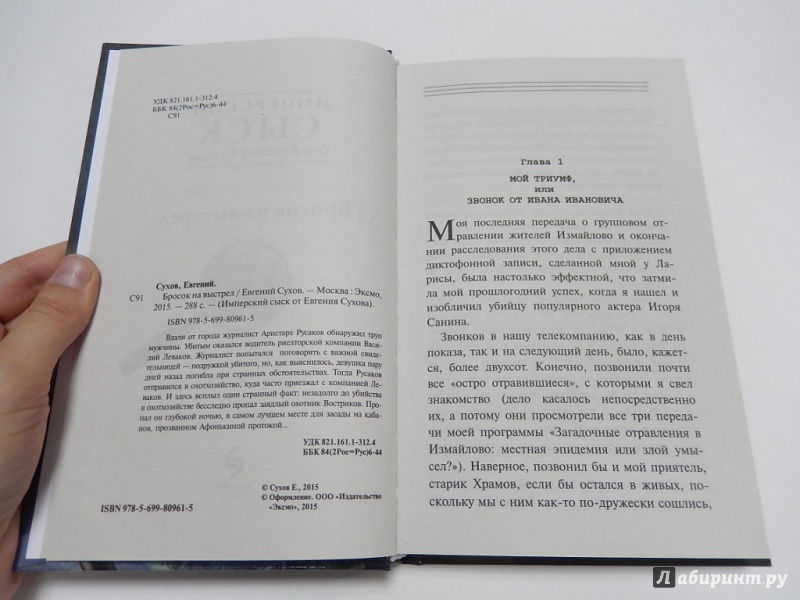 УДК 821.161.1-312.4
ББК 84(2Рос=Рус)6-44
С91
Сухов, Евгений.
С91 Бросок на выстрел / Евгений Сухов. — Москва : Эксмо,
2015. — 288 с. — (Имперский сыск от Евгения Сухова).
ISBN 978-5-699-80961-5
Вдали от города журналист Аристарх Русаков обнаружил труп
мужчины. Убитым оказался водитель риелторской компании Ва­си-
лий Леваков. Журналист попытался поговорить с важной свиде-
тельницей — подружкой убитого, но, как выяснилось, девушка пару
дней назад погибла при странных обстоятельствах. Тогда Русаков
отправился в охотхозяйство, куда часто приезжал с компанией Ле-
ваков. И здесь всплыл один странный факт: незадолго до убийства
в охотхозяйстве бесследно пропал заядлый охотник Востриков. Про-
пал он глубокой ночью, в самом лучшем месте для засады на каба-
нов, прозванном Афонькиной протокой...
УДК 821.161.1-312.4
ББК 84(2Рос=Рус)6-44
© Сухов Е., 2015
© Оформление. ООО «Издательство
«Эксмо», 2015
ISBN 978-5-699-80961-5
Глава 1
МОЙ ТРИУМФ,
ИЛИ
ЗВОНОК ОТ ИВАНА ИВАНОВИЧА
Моя последняя передача о групповом от-
равлении жителей Измайлово и окончa-
нии расследования этого дела с приложением
диктофонной записи, сделанной мной у Ла-
рисы, была настолько эффектной, что затми-
ла мой прошлогодний успех, когда я нашел и
изобличил убийцу популярного актера Игоря
Санина.
Звонков в нашу телекомпанию, как в день
показа, так и на следующий день, было, кажет-
ся, более двухсот. Конечно, позвонили почти
все «остро отравившиеся», с которыми я свел
знакомство (дело касалось непосредственно
их, а потому они просмотрели все три переда-
чи моей программы «Загадочные отравления в
Измайлово: местная эпидемия или злой умы-
сел?»). Наверное, позвонил бы и мой приятель,
старик Храмов, если бы остался в живых, по-
скольку мы с ним как-то по-дружески сошлись,
Лабиринт.ру